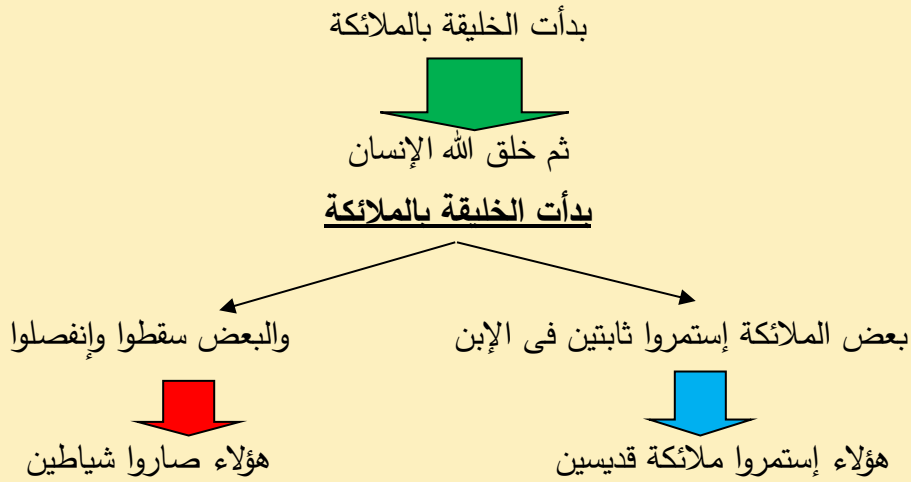 بدأت الخليقة بالملائكة
ثم خلق الله الإنسان
بدأت الخليقة بالملائكة
بعض الملائكة إستمروا ثابتين فى الإبن
والبعض سقطوا وإنفصلوا
هؤلاء إستمروا ملائكة قديسين
هؤلاء صاروا شياطين